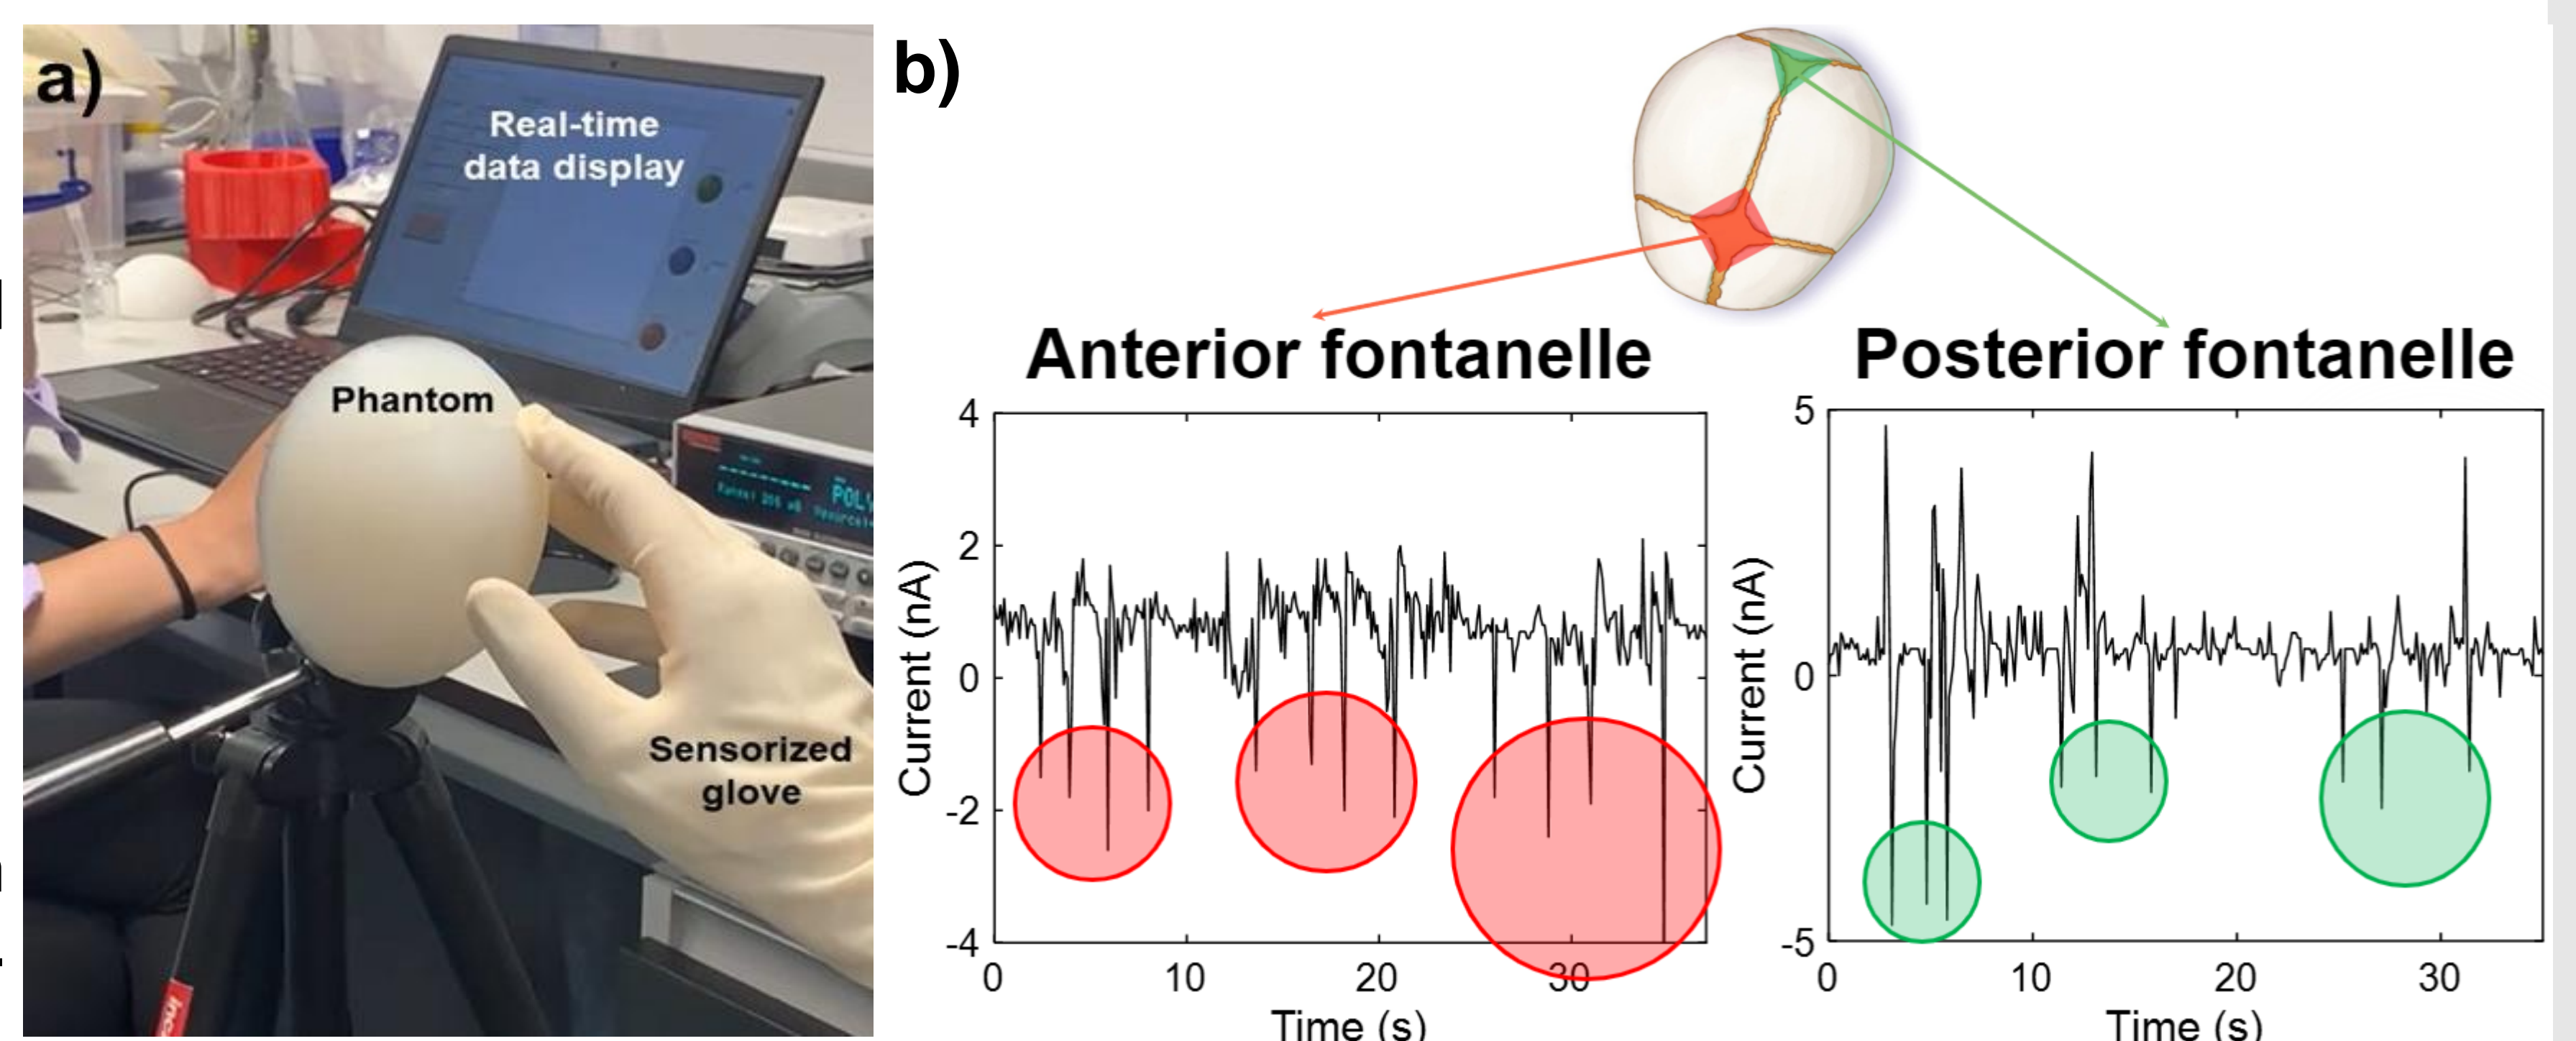 a)
Real-time
data display
Phantom
Sensorized
glove
b)
Anterior fontanelle
Posterior fontanelle
4
2
0
-2
-4
Current (nA)
0
10
20
30
Time (s)
5
0
-5
Current (nA)
0
10
20
30
Time (s)